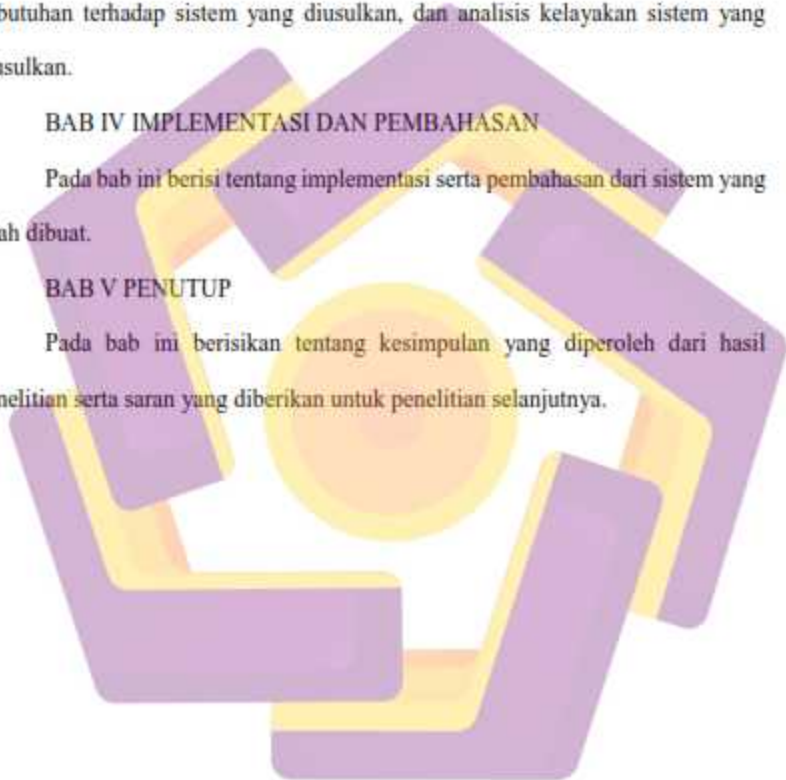 butuhan terhadap sistem yang diusulkan, dan analisis kelayakan sistem yang
usulkan.
BAB IV IMPLEMENTASI DAN PEMBAHASAN
Pada bab ini berisi tentang implementasi serta pembahasan dari sistem yang
ah dibuat.
BAB V PENUTUP
Pada bab ini berisikan tentang kesimpulan yang diperoleh dari hasil
nelitian serta saran yang diberikan untuk penelitian selanjutnya.